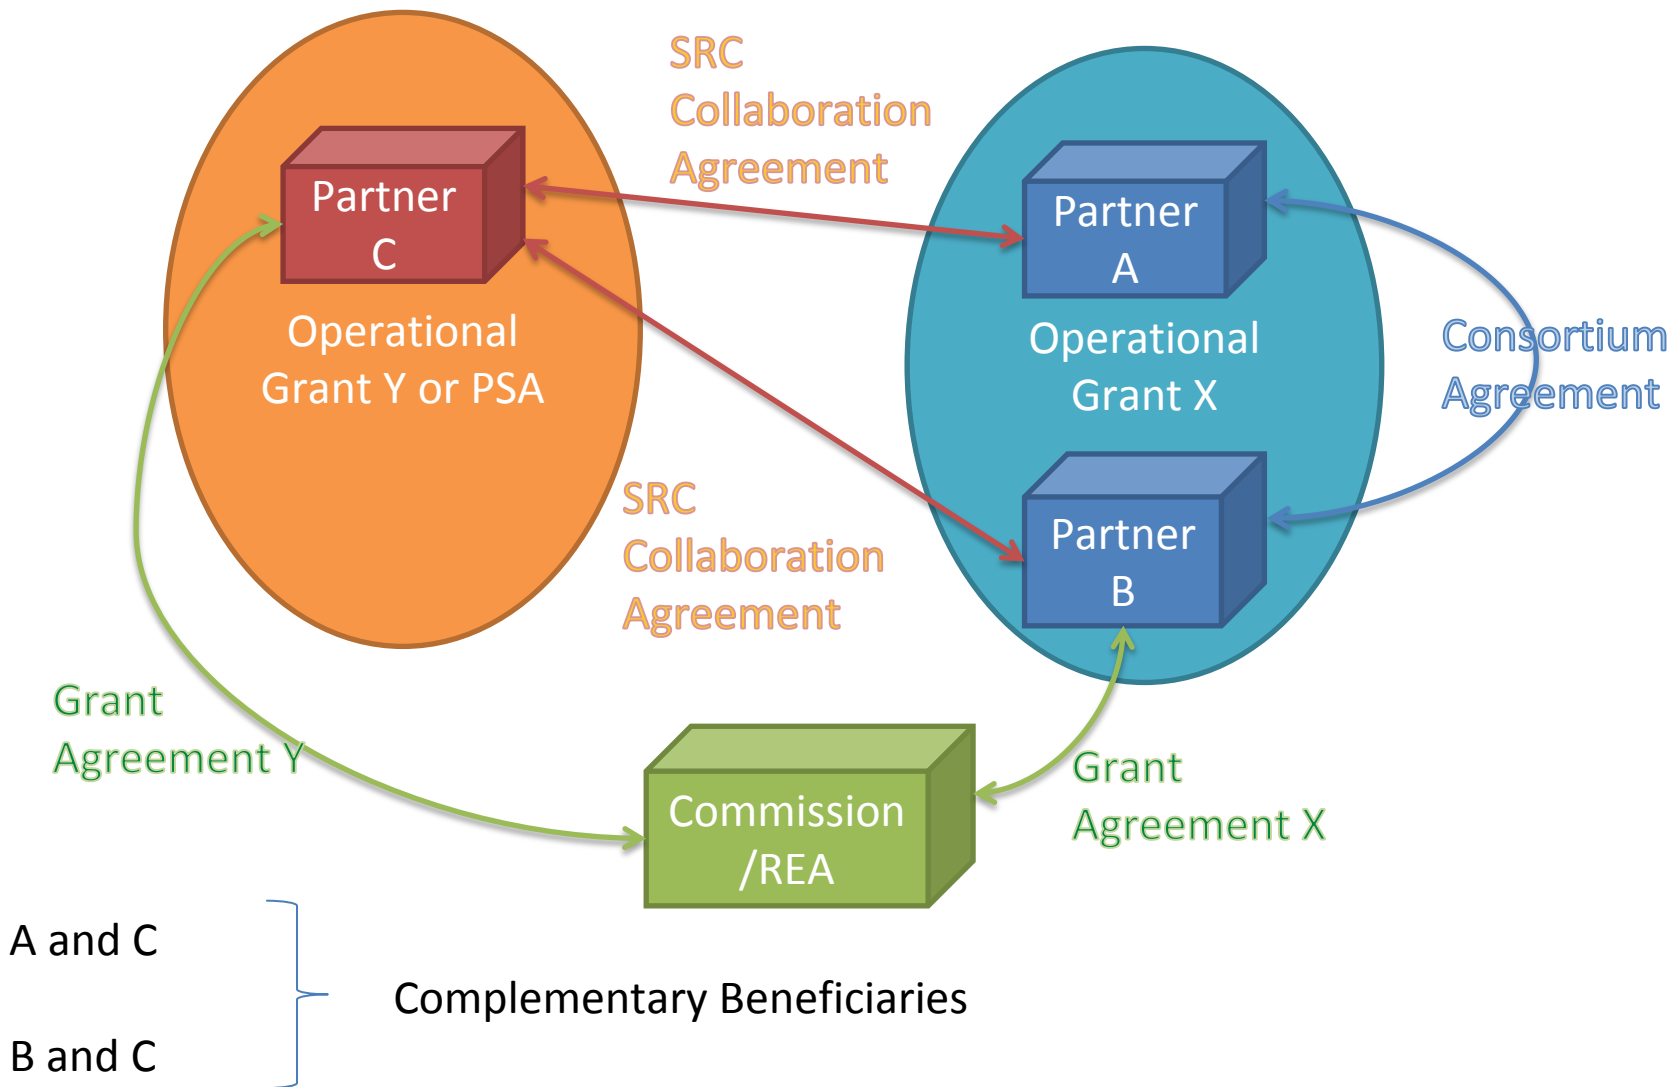 SRC
Collaboration
Agreement
Partner
C
Partner
A
Operational
Grant Y or PSA
Operational
Grant X
Consortium
Agreement
SRC
Collaboration
Agreement
Partner
B
Grant
Agreement Y
Grant
Agreement X
Commission
/REA
A and C
Complementary Beneficiaries
B and C